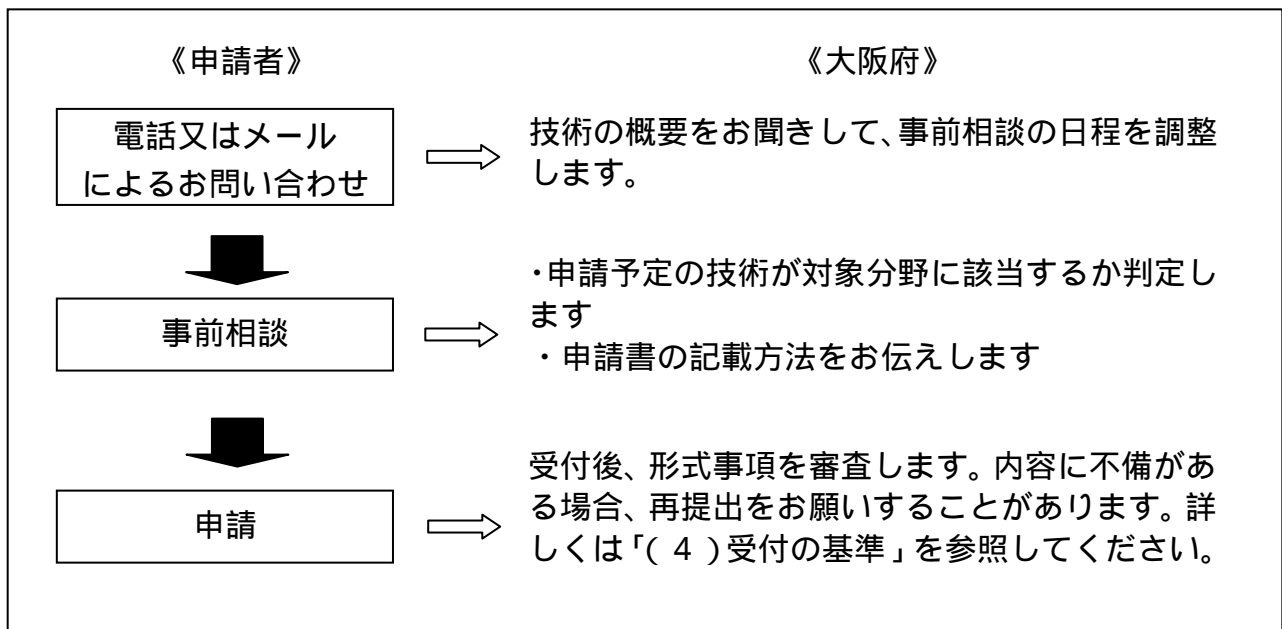 《申請者》
《大阪府》
電話又はメール
によるお問い合わせ
技術の概要をお聞きして、事前相談の日程を調整
します。
事前相談
・申請予定の技術が対象分野に該当するか判定し
ます
・申請書の記載方法をお伝えします
申請
受付後、形式事項を審査します。内容に不備があ
る場合、再提出をお願いすることがあります。詳
しくは「(4)受付の基準」を参照してください。